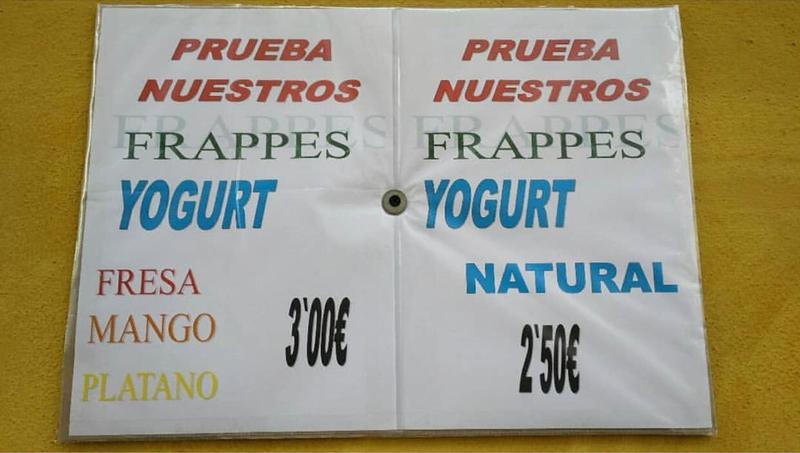 PRUEBA
NUESTROS
FRAPPES
YOGURT
FRESA
MANGO
PLATANO
3`00€
PRUEBA
NUESTROS
FRAPPES
YOGURT
NATURAL
2`50€